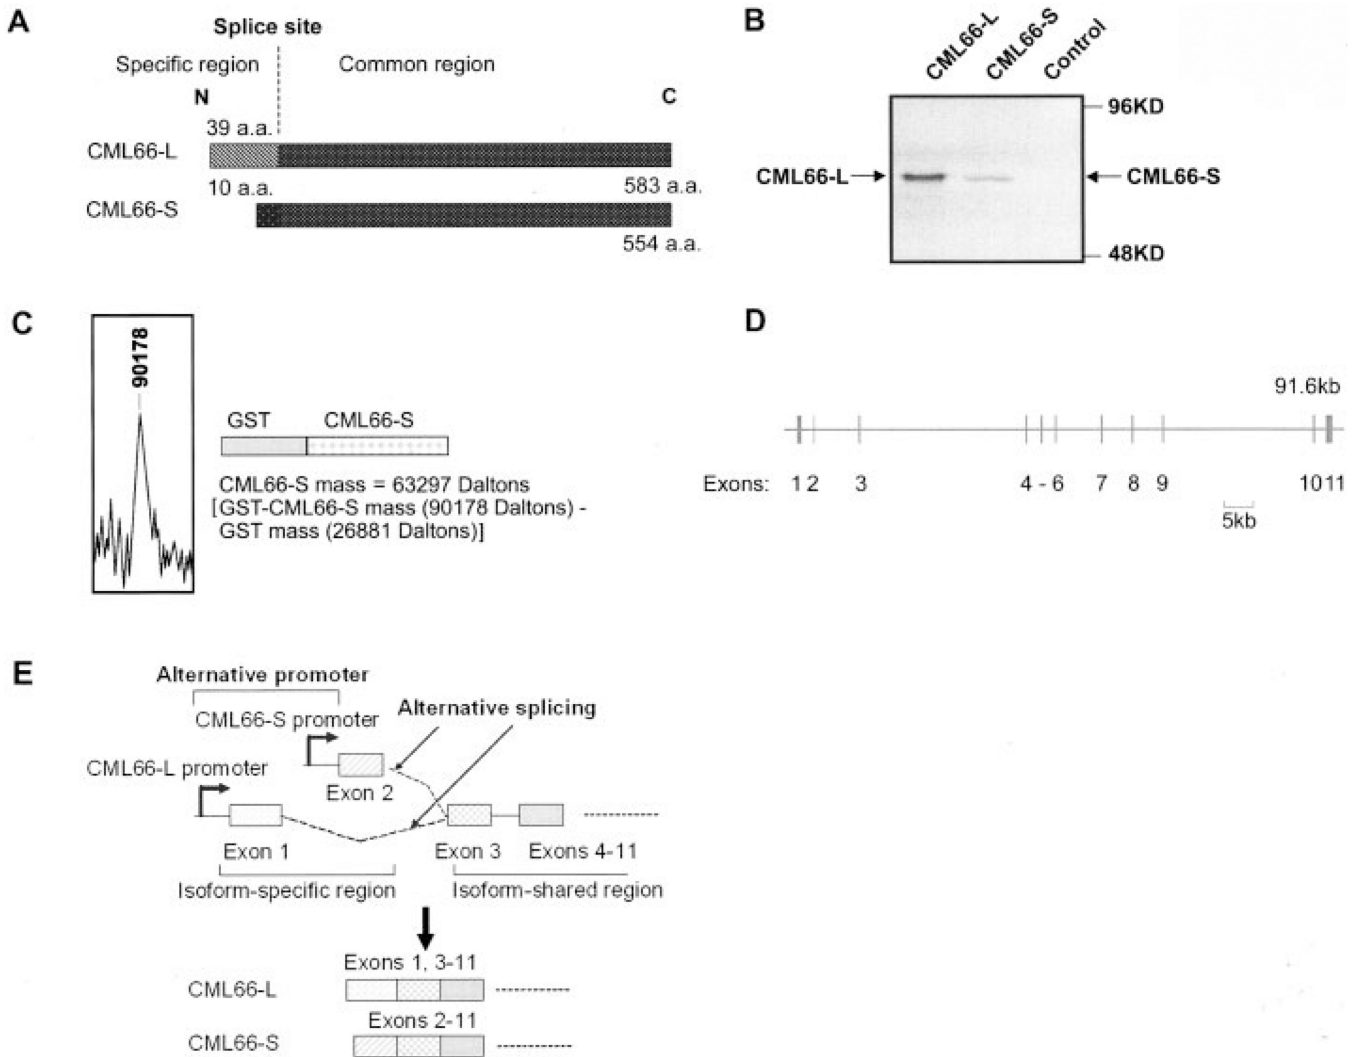 A
Splice site
Specific region
Common region
N
C
39 a.a.
CML66-L
10 a.a.
583 a.a.
CML66-S
554 a.a.
B
CML66-L
CML66-S
Control
96KD
CML66-L
CML66-S
48KD
C
90178
GST
CML66-S
CML66-S mass = 63297 Daltons
[GST-CML66-S mass (90178 Daltons) -
GST mass (26881 Daltons)]
D
91.6kb
Exons: 1 2 3 4 - 6 7 8 9 10 11
5kb
E
Alternative promoter
CML66-S promoter
Alternative splicing
CML66-L promoter
Exon 2
Exon 1
Exon 3
Exons 4-11
Isoform-specific region
Isoform-shared region
Exons 1, 3-11
CML66-L
Exons 2-11
CML66-S